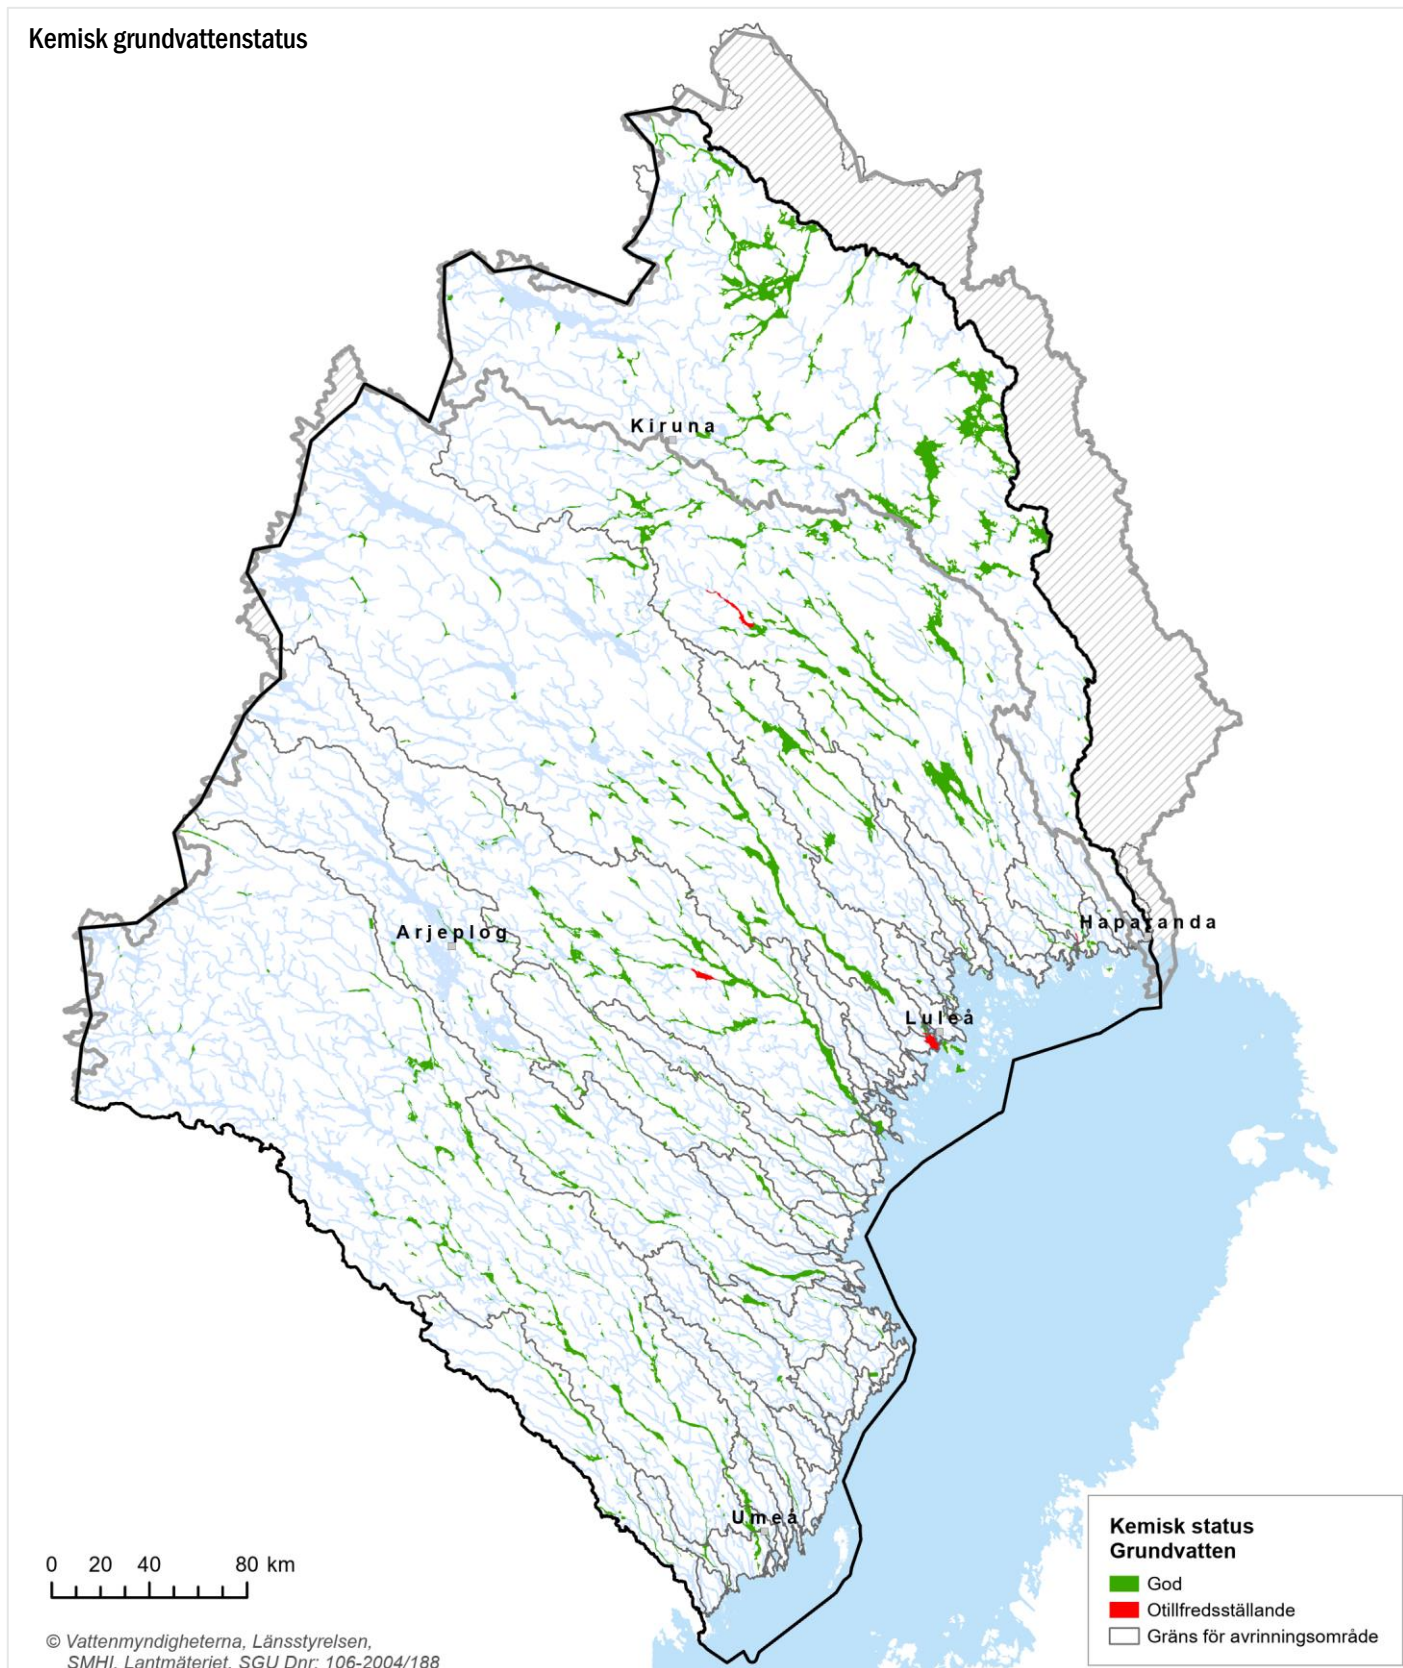 Kemisk grundvattenstatus
Kiruna
Arjeplog
Haparanda
Luleå
Umeå
0 20 40 80 km
© Vattenmyndigheterna, Länsstyrelsen,
SMHI, Lantmäteriet, SGU Dnr: 106-2004/188
Kemisk status
Grundvatten
God
Otillfredsställande
Gräns för avrinningsområde